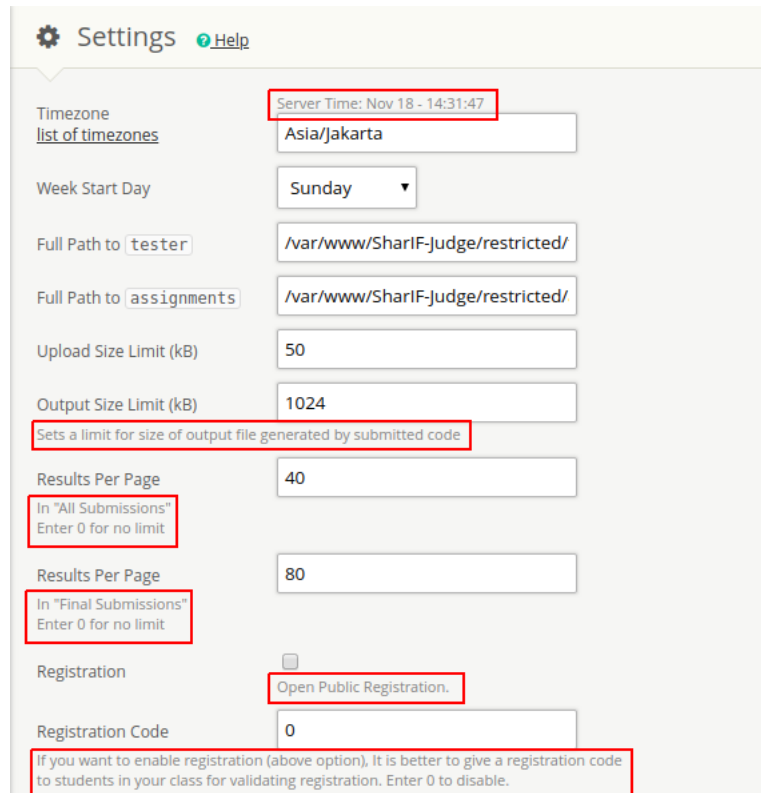 Settings Help
Server Time: Nov 18 - 14:31:47
Timezone
list of timezones
Asia/Jakarta
Week Start Day
Sunday
Full Path to tester
/var/www/SharIF-Judge/restricted/
Full Path to assignments
/var/www/SharIF-Judge/restricted/
Upload Size Limit (kB)
50
Output Size Limit (kB)
1024
Sets a limit for size of output file generated by submitted code
Results Per Page
40
In "All Submissions"
Enter 0 for no limit
Results Per Page
80
In "Final Submissions"
Enter 0 for no limit
Registration
Open Public Registration.
Registration Code
0
If you want to enable registration (above option), It is better to give a registration code
to students in your class for validating registration. Enter 0 to disable.